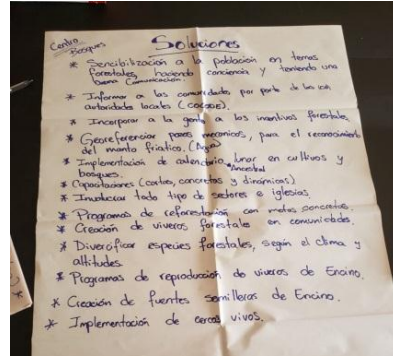 Centro
Bosques
Soluciones
* Sencibilización a la población en temas
forestales, haciendo conciencia y teniendo una
buena Comunicación.
* Informar a las comunidades por parte de las
autoridades locales (COCODE).
* Incorporar a la gente a los incentivos forestales.
* Georeferenciar pozos mecanicos, para el reconocimiento
del manto friatico. (Agua)
* Implementación de calendario lunar en cultivos y
Ancestral
bosques.
* Capacitaciones (cortas, concretas y dinámicas)
* Involucrar todo tipo de sectores e iglesias.
* Programas de reforestación con metas concretas.
* Creación de viveros forestales en comunidades.
* Diversificar especies forestales, según el clima y
altitudes.
* Programas de reproducción de viveros de Encino.
* Creación de fuentes semilleros de Encino.
* Implementación de cercos vivos.